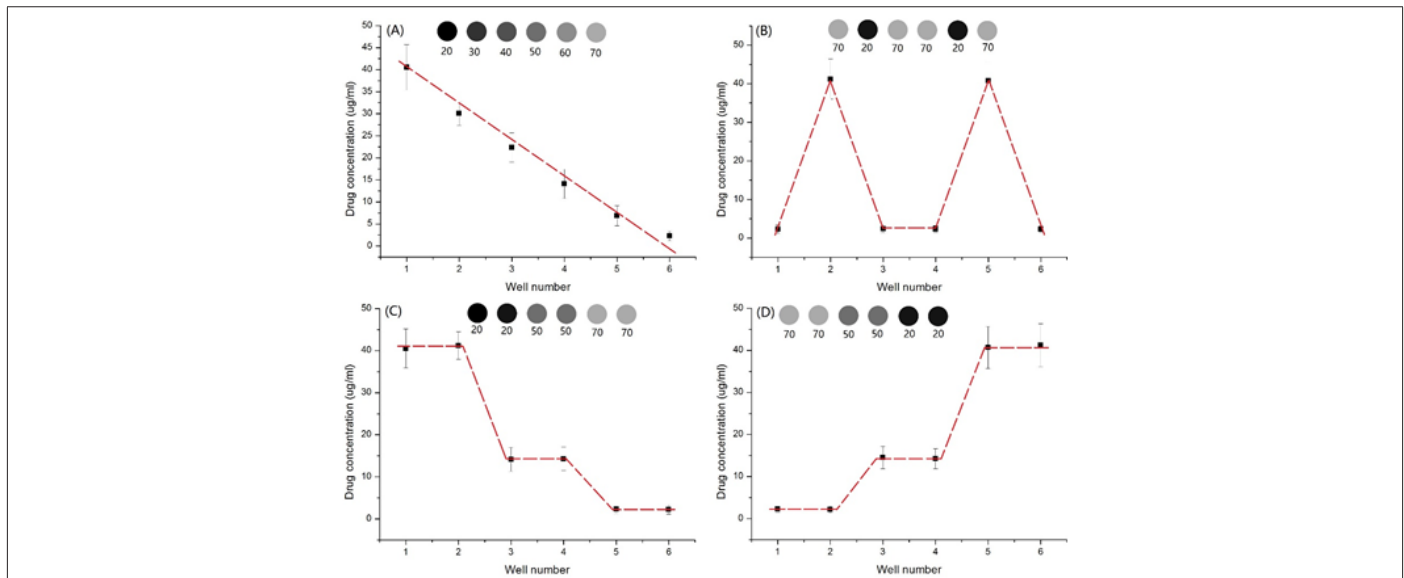 (A)
20 30 40 50 60 70
Drug concentration (ug/ml)
50
45
40
35
30
25
20
15
10
5
0
1 2 3 4 5 6
Well number
(B)
70 20 70 70 20 70
Drug concentration (ug/ml)
50
40
30
20
10
0
1 2 3 4 5 6
Well number
(C)
20 20 50 50 70 70
Drug concentration (ug/ml)
50
40
30
20
10
0
1 2 3 4 5 6
Well number
(D)
70 70 50 50 20 20
Drug concentration (ug/ml)
50
40
30
20
10
0
1 2 3 4 5 6
Well number